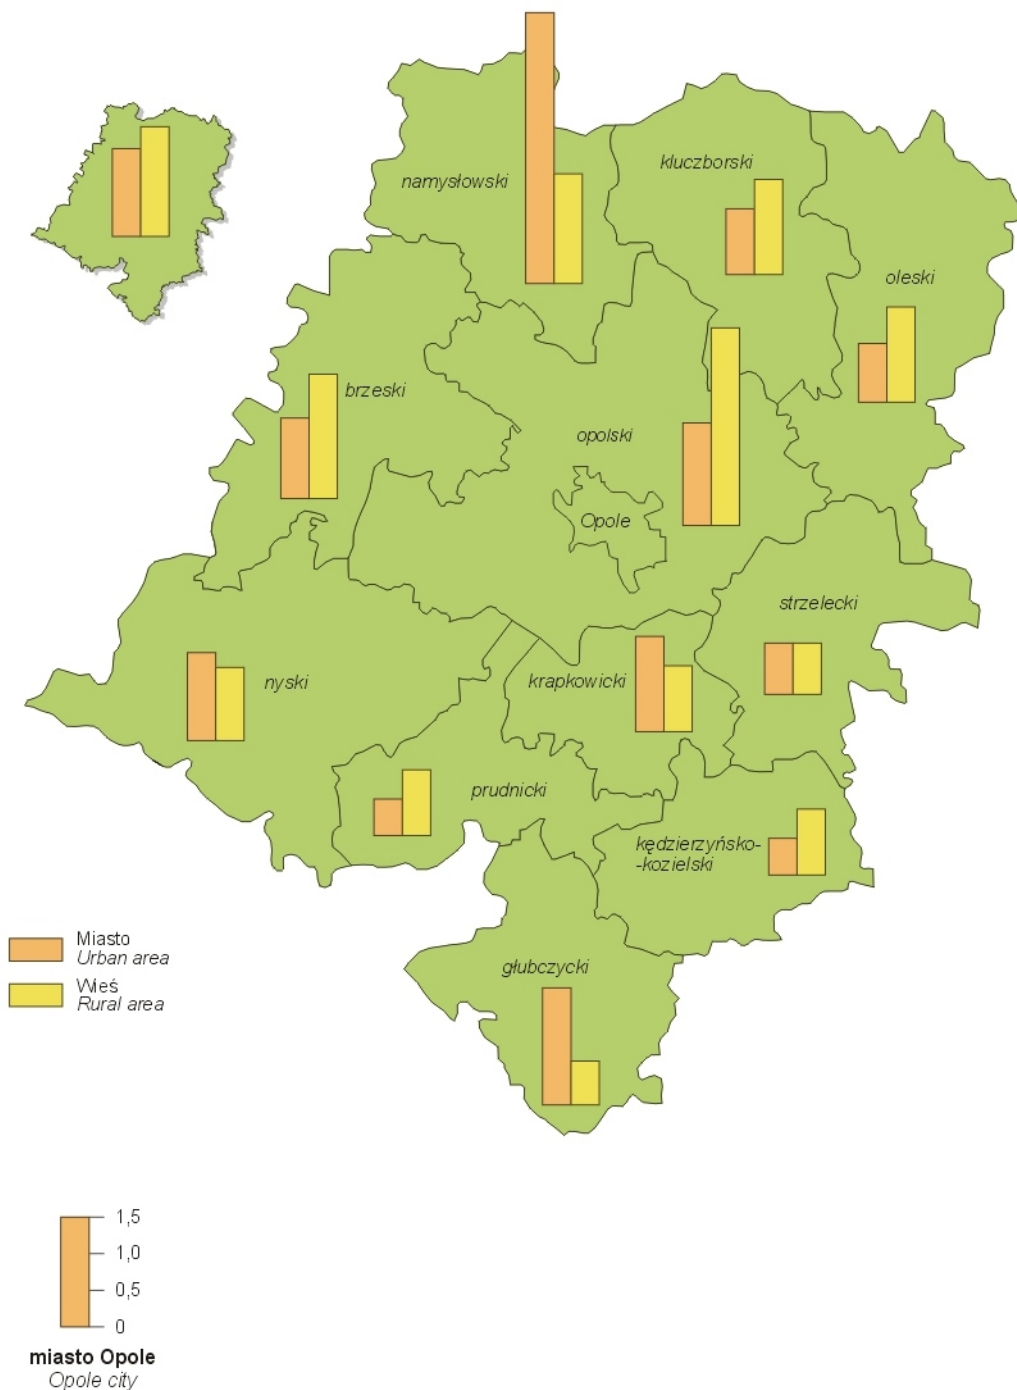 namysłowski
kluczborski
oleski
brzeski
opolski
Opole
strzelecki
nyski
krapkowicki
prudnicki
kędzierzyńsko-
-kozielski
głubczycki
Miasto
Urban area
Wieś
Rural area
1,5
1,0
0,5
0
miasto Opole
Opole city